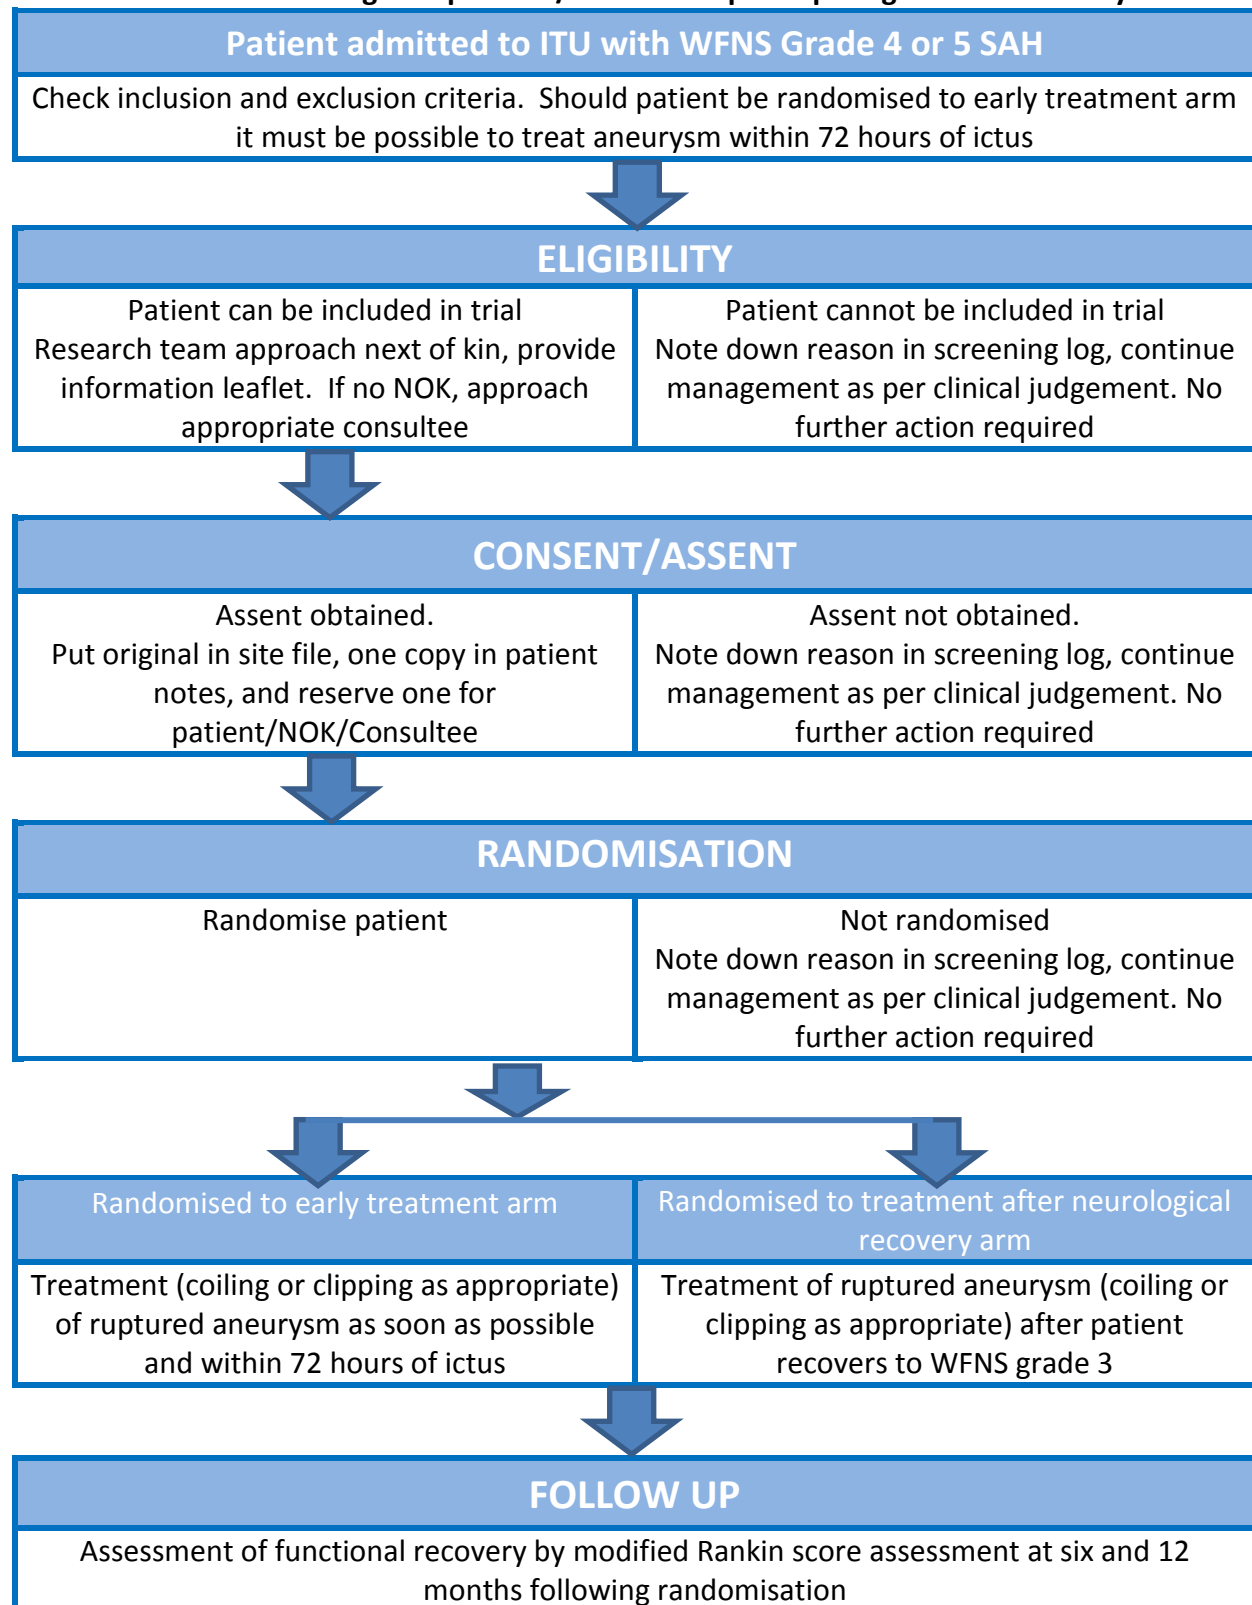 Patient admitted to ITU with WFNS Grade 4 or 5 SAH
Check inclusion and exclusion criteria.  Should patient be randomised to early treatment arm
it must be possible to treat aneurysm within 72 hours of ictus
ELIGIBILITY
Patient can be included in trial
Research team approach next of kin, provide
information leaflet.  If no NOK, approach
appropriate consultee
Patient cannot be included in trial
Note down reason in screening log, continue
management as per clinical judgement. No
further action required
CONSENT/ASSENT
Assent obtained.
Put original in site file, one copy in patient
notes, and reserve one for
patient/NOK/Consultee
Assent not obtained.
Note down reason in screening log, continue
management as per clinical judgement. No
further action required
RANDOMISATION
Randomise patient
Not randomised
Note down reason in screening log, continue
management as per clinical judgement. No
further action required
Randomised to early treatment arm
Treatment (coiling or clipping as appropriate)
of ruptured aneurysm as soon as possible
and within 72 hours of ictus
Randomised to treatment after neurological
recovery arm
Treatment of ruptured aneurysm (coiling or
clipping as appropriate) after patient
recovers to WFNS grade 3
FOLLOW UP
Assessment of functional recovery by modified Rankin score assessment at six and 12
months following randomisation